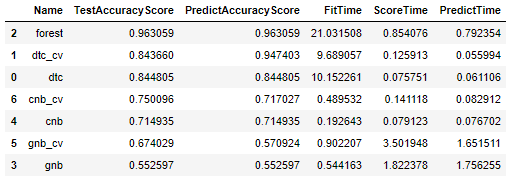 Name TestAccuracyScore PredictAccuracyScore FitTime ScoreTime PredictTime
2 forest 0.963059 0.963059 21.031508 0.854076 0.792354
1 dtc_cv 0.843660 0.947403 9.689057 0.125913 0.055994
0 dtc 0.844805 0.844805 10.152261 0.075751 0.061106
6 cnb_cv 0.750096 0.717027 0.489532 0.141118 0.082912
4 cnb 0.714935 0.714935 0.192643 0.079123 0.076702
5 gnb_cv 0.674029 0.570924 0.902207 3.501948 1.651511
3 gnb 0.552597 0.552597 0.544163 1.822378 1.756255